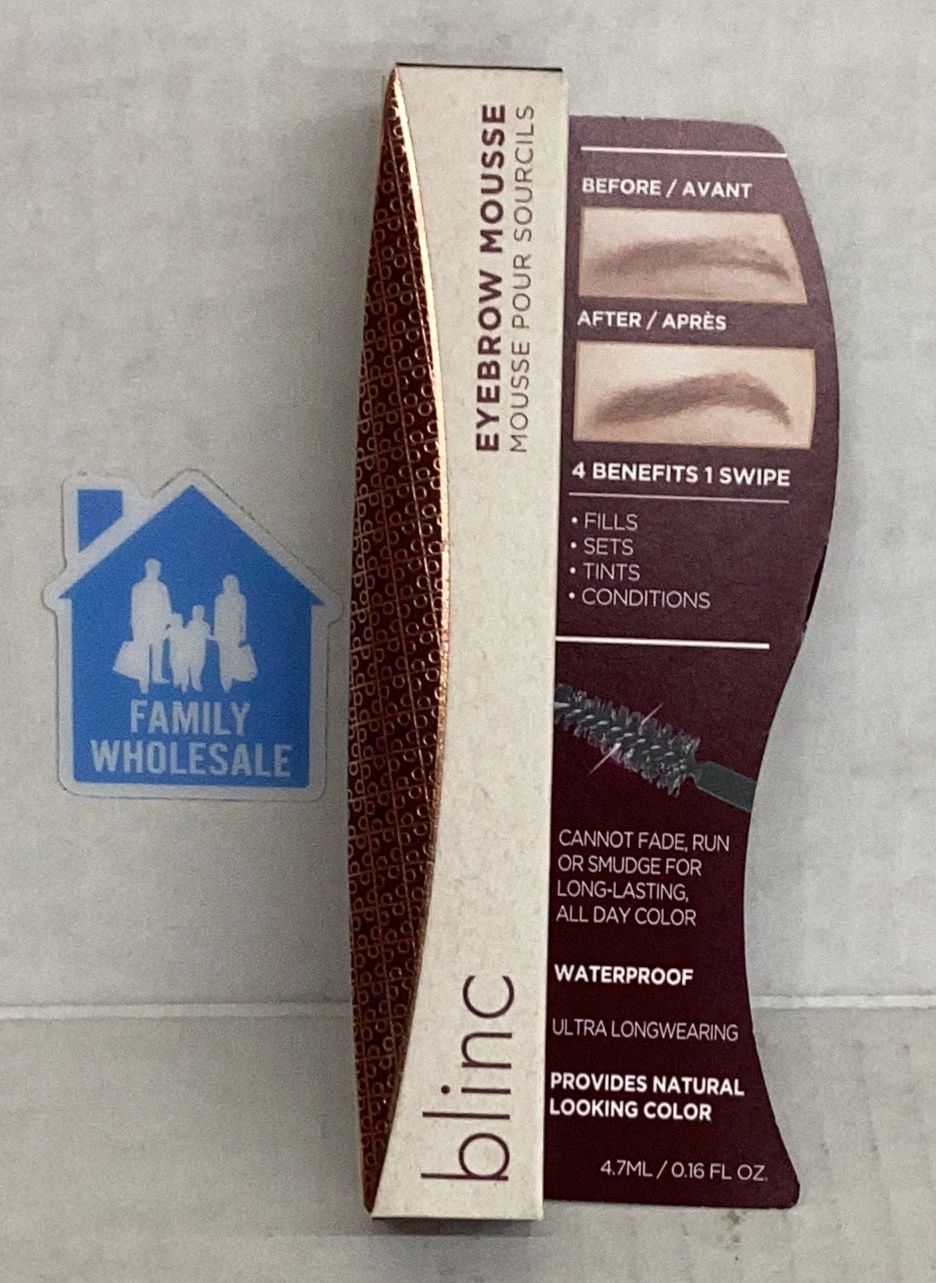 EYEBROW MOUSSE
MOUSSE POUR SOURCILS
blinc
BEFORE / AVANT
AFTER / APRÈS
4 BENEFITS 1 SWIPE
• FILLS
• SETS
• TINTS
• CONDITIONS
CANNOT FADE, RUN
OR SMUDGE FOR
LONG-LASTING,
ALL DAY COLOR
WATERPROOF
ULTRA LONGWEARING
PROVIDES NATURAL
LOOKING COLOR
4.7ML / 0.16 FL OZ.
FAMILY
WHOLESALE